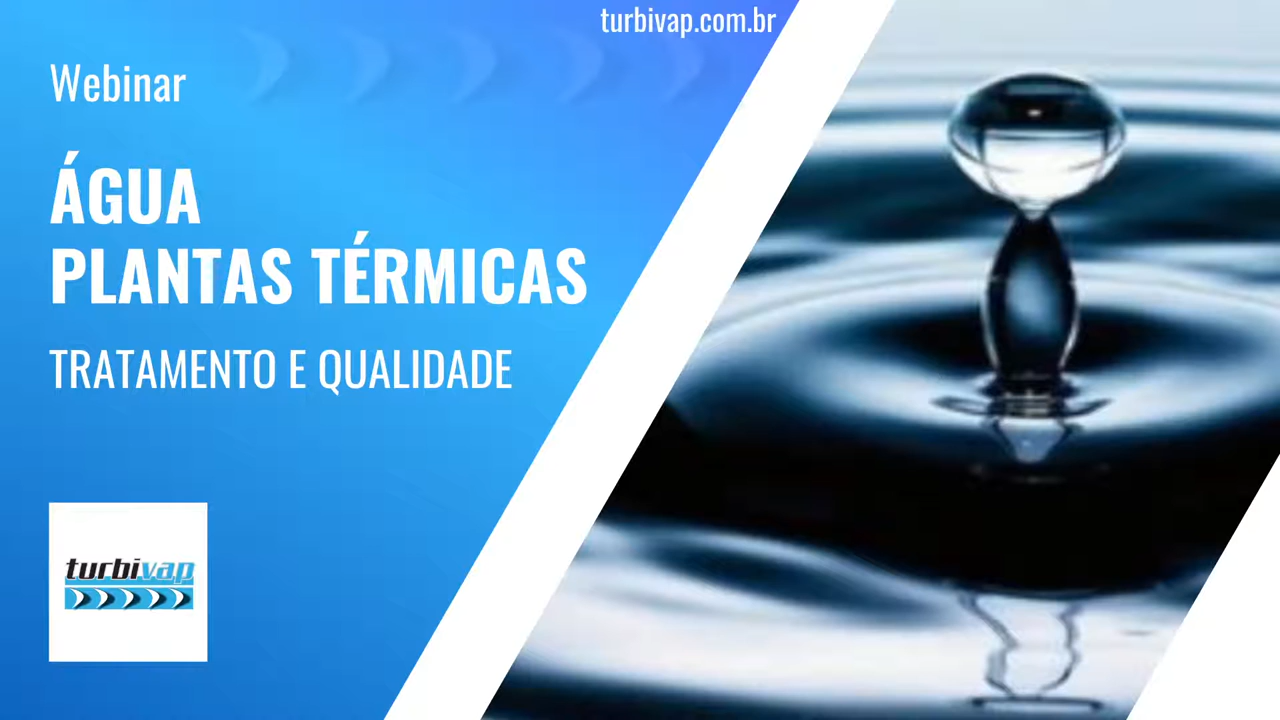 turbivap.com.br
Webinar
ÁGUA
PLANTAS TÉRMICAS
TRATAMENTO E QUALIDADE
turbivap